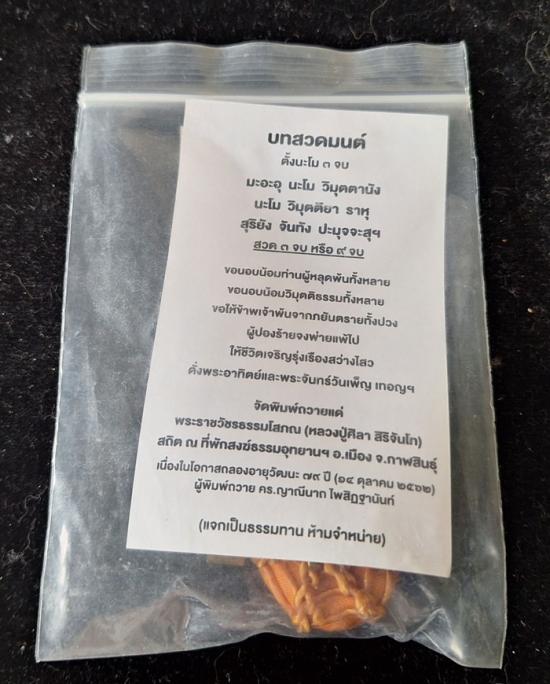 บทสวดมนต์
ตั้งนะโม ๓ จบ
มะอะอุ นะโม วิมุตตานัง
นะโม วิมุตติยา ราหุ
สุริยัง จันทัง ปะมุจจะสุฯ
สวด ๓ จบ หรือ ๙ จบ
ขอนอบน้อมท่านผู้หลุดพ้นทั้งหลาย
ขอนอบน้อมวิมุตติธรรมทั้งหลาย
ขอให้ข้าพเจ้าพ้นจากภยันตรายทั้งปวง
ผู้ปองร้ายจงพ่ายแพ้ไป
ให้ชีวิตเจริญรุ่งเรืองสว่างไสว
ดั่งพระอาทิตย์และพระจันทร์วันเพ็ญ เทอญฯ
จัดพิมพ์ถวายแด่
พระราชวัชรธรรมโสภณ (หลวงปู่ศิลา สิริจันโท)
สถิต ณ ที่พักสงฆ์ธรรมอุทยานฯ อ.เมือง จ.กาฬสินธุ์
เนื่องในโอกาสฉลองอายุวัฒนะ ๗๙ ปี (๑๔ ตุลาคม ๒๕๖๒)
ผู้พิมพ์ถวาย ดร.ญาณีนาถ ไพสิฐานันท์
(แจกเป็นธรรมทาน ห้ามจำหน่าย)